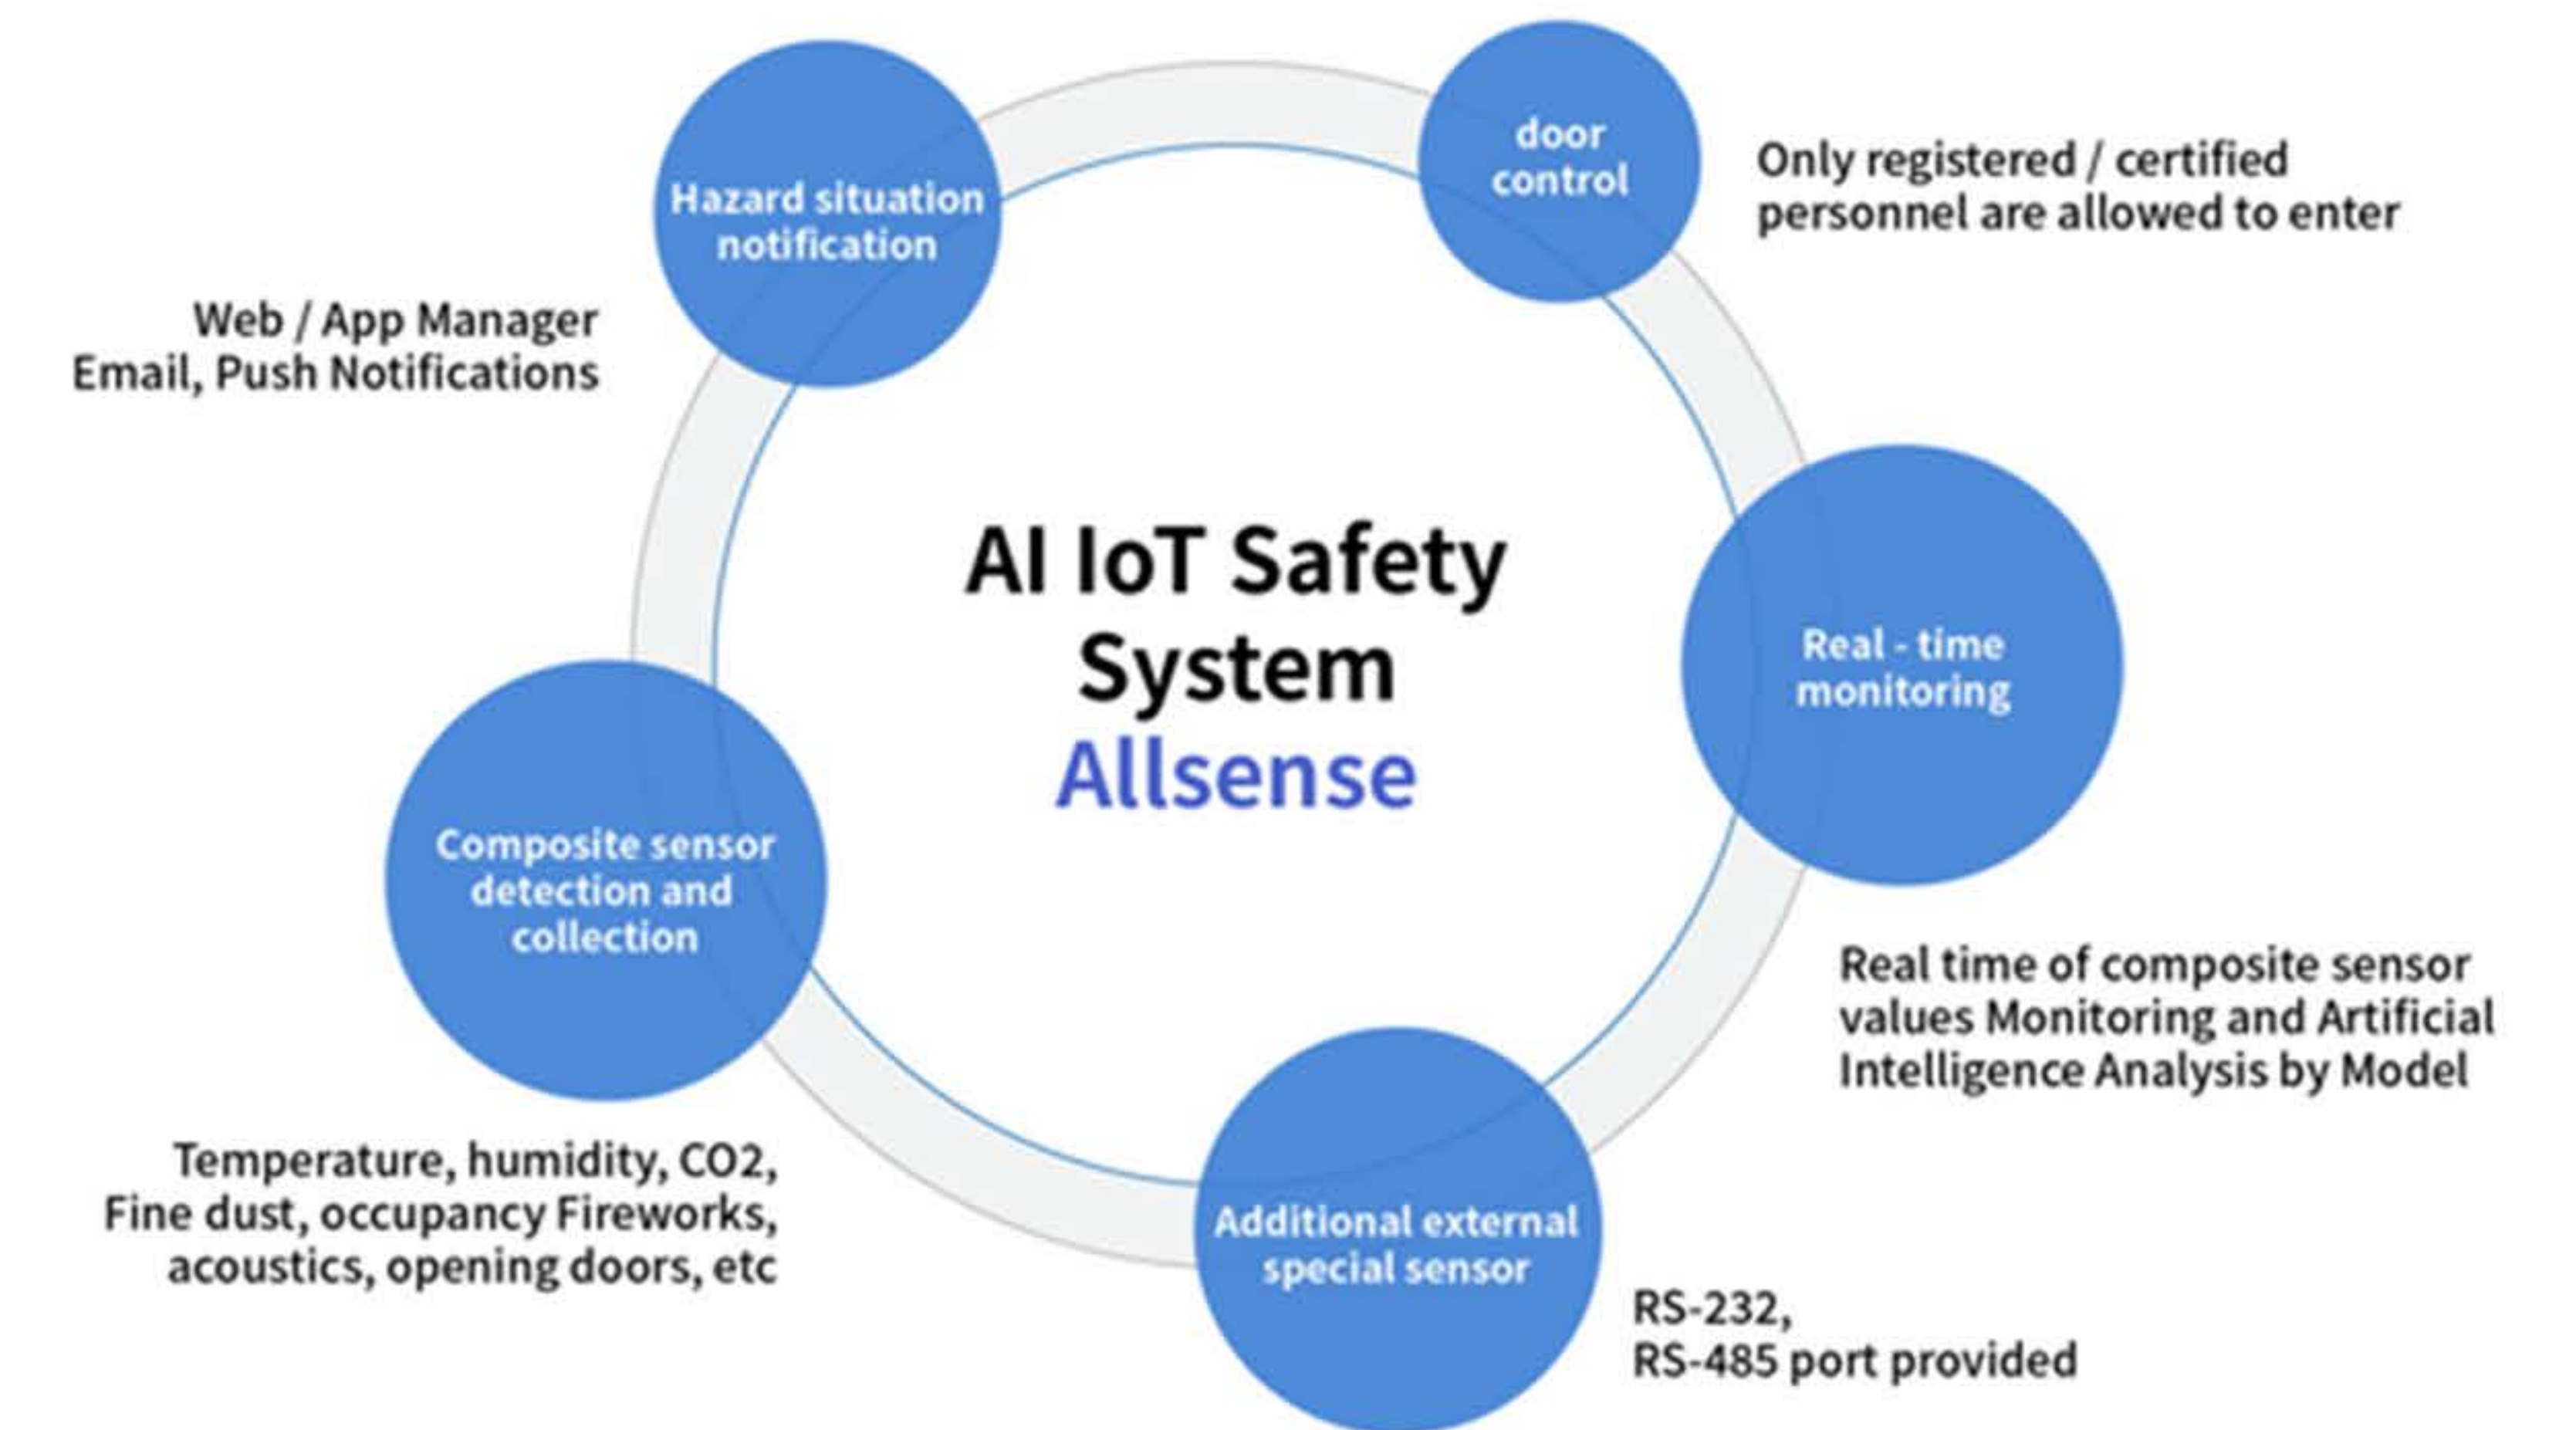 Hazard situation
notification
Web / App Manager
Email, Push Notifications
door
control
Only registered / certified
personnel are allowed to enter
AI IoT Safety
System
Allsense
Real - time
monitoring
Real time of composite sensor
values Monitoring and Artificial
Intelligence Analysis by Model
Composite sensor
detection and
collection
Temperature, humidity, CO2,
Fine dust, occupancy Fireworks,
acoustics, opening doors, etc
Additional external
special sensor
RS-232,
RS-485 port provided